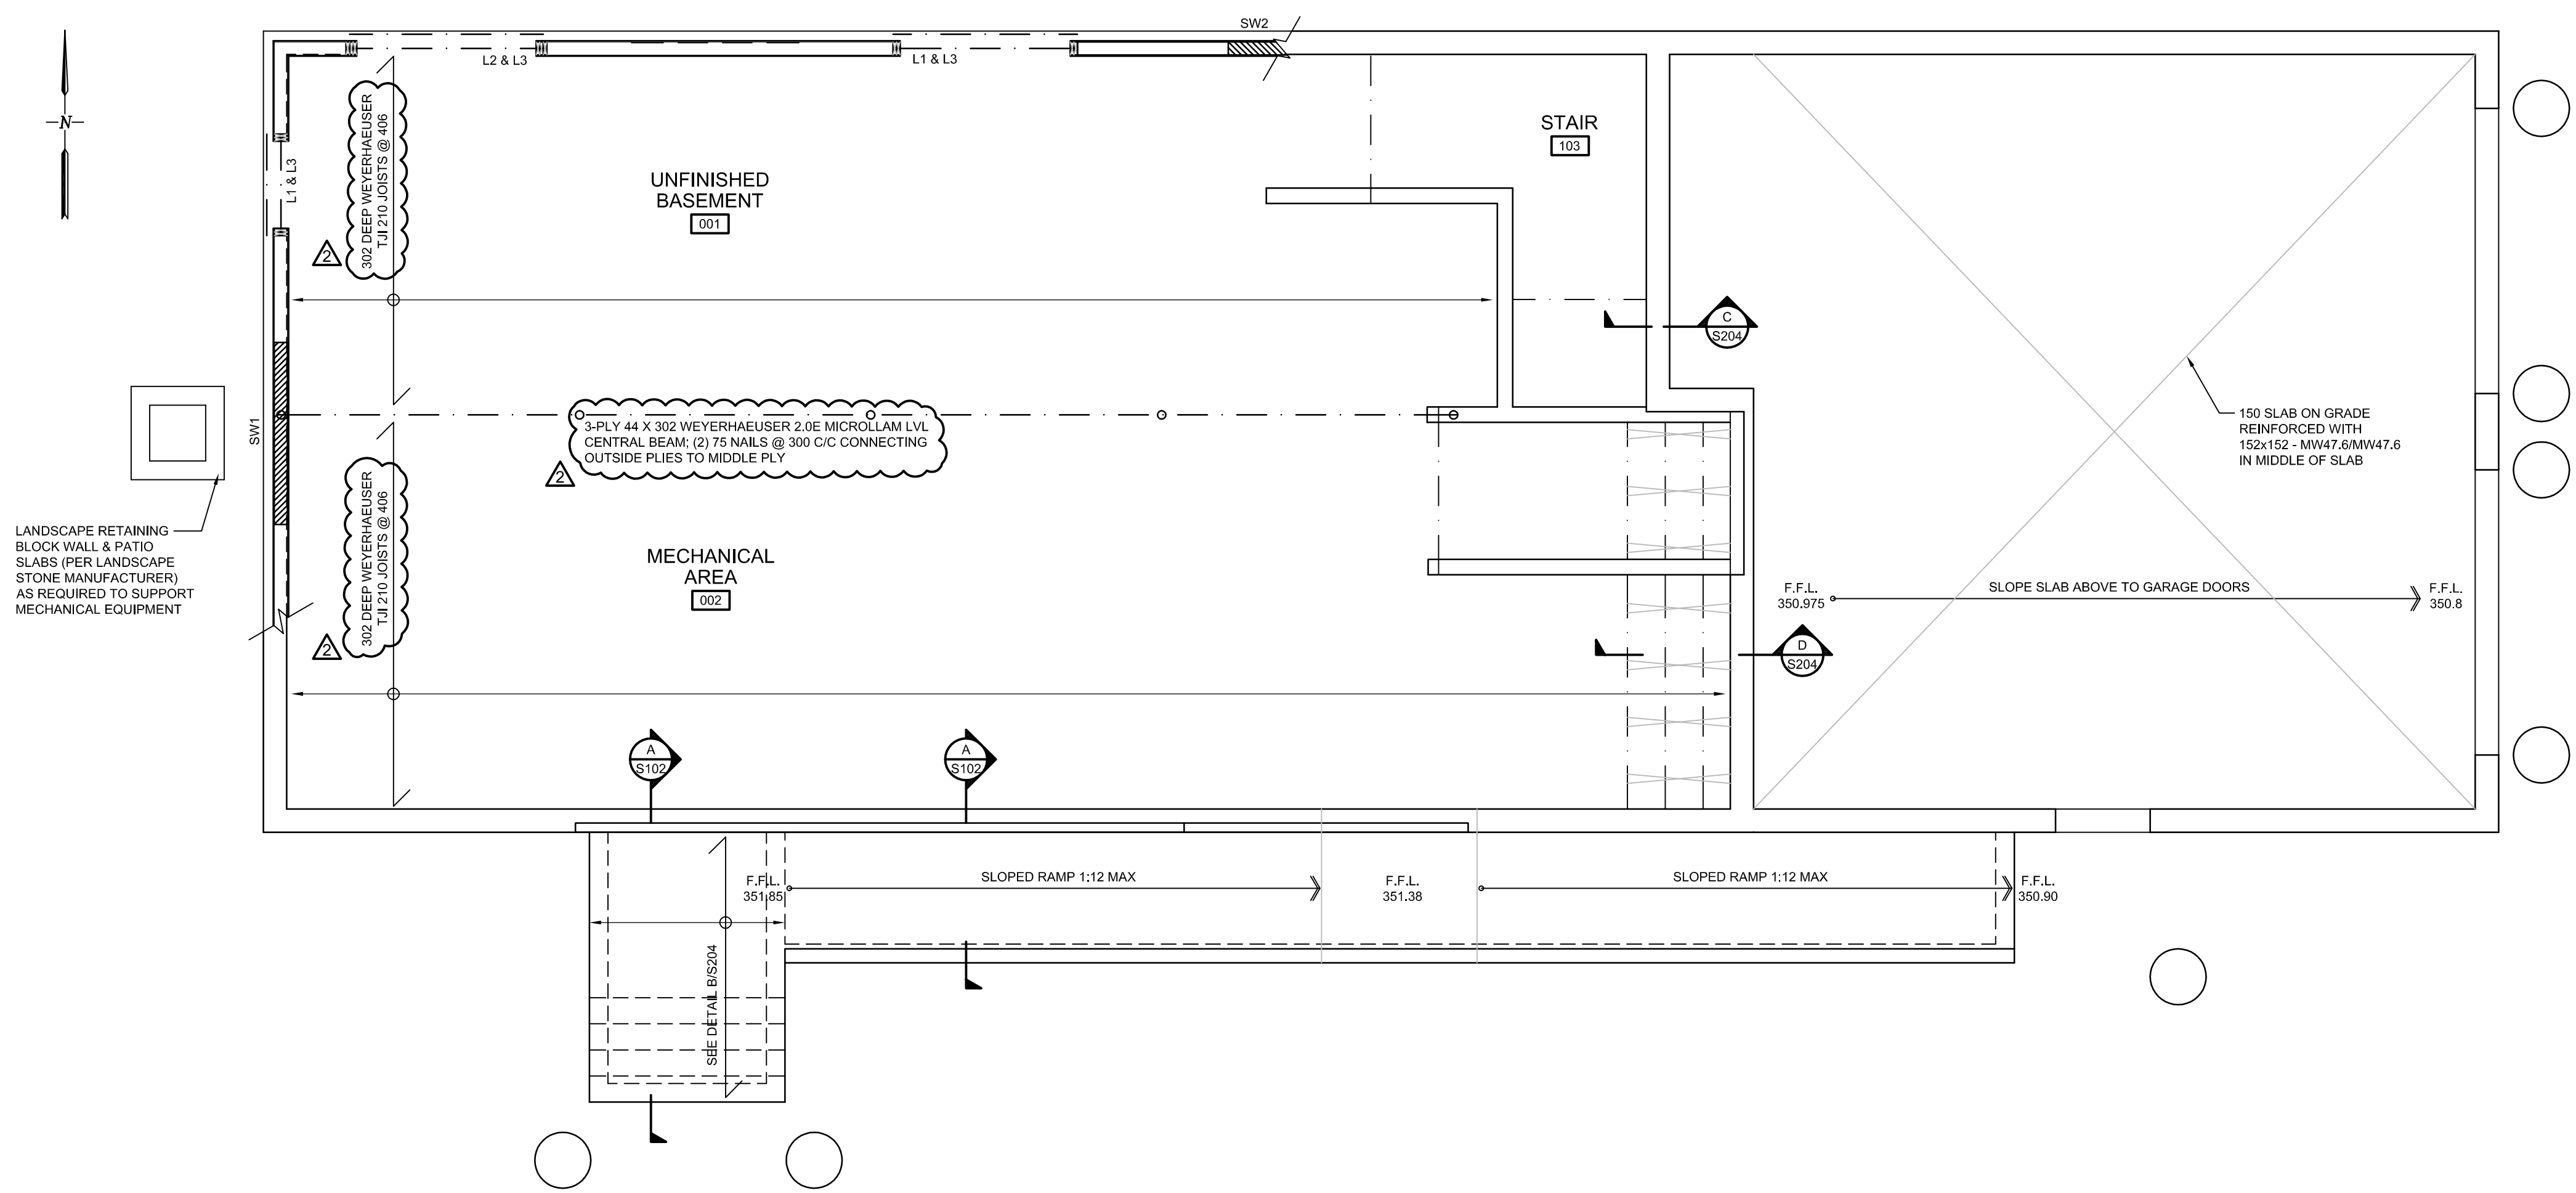 SW2
L2 & L3
L1 & L3
N
302 DEEP WEYERHAEUSER
TJI 210 JOISTS @ 406
STAIR
103
UNFINISHED
BASEMENT
001
L1 & L3
2
C
S204
SW1
3-PLY 44 X 302 WEYERHAEUSER 2.0E MICROLLAM LVL
CENTRAL BEAM; (2) 75 NAILS @ 300 C/C CONNECTING
OUTSIDE PLIES TO MIDDLE PLY
2
150 SLAB ON GRADE
REINFORCED WITH
152x152 - MW47.6/MW47.6
IN MIDDLE OF SLAB
LANDSCAPE RETAINING
BLOCK WALL & PATIO
SLABS (PER LANDSCAPE
STONE MANUFACTURER)
AS REQUIRED TO SUPPORT
MECHANICAL EQUIPMENT
302 DEEP WEYERHAEUSER
TJI 210 JOISTS @ 406
2
MECHANICAL
AREA
002
F.F.L.
350.975
SLOPE SLAB ABOVE TO GARAGE DOORS
F.F.L.
350.8
D
S204
A
S102
A
S102
F.F.L.
351.85
SLOPED RAMP 1:12 MAX
F.F.L.
351.38
SLOPED RAMP 1:12 MAX
F.F.L.
350.90
SEE DETAIL B/S204